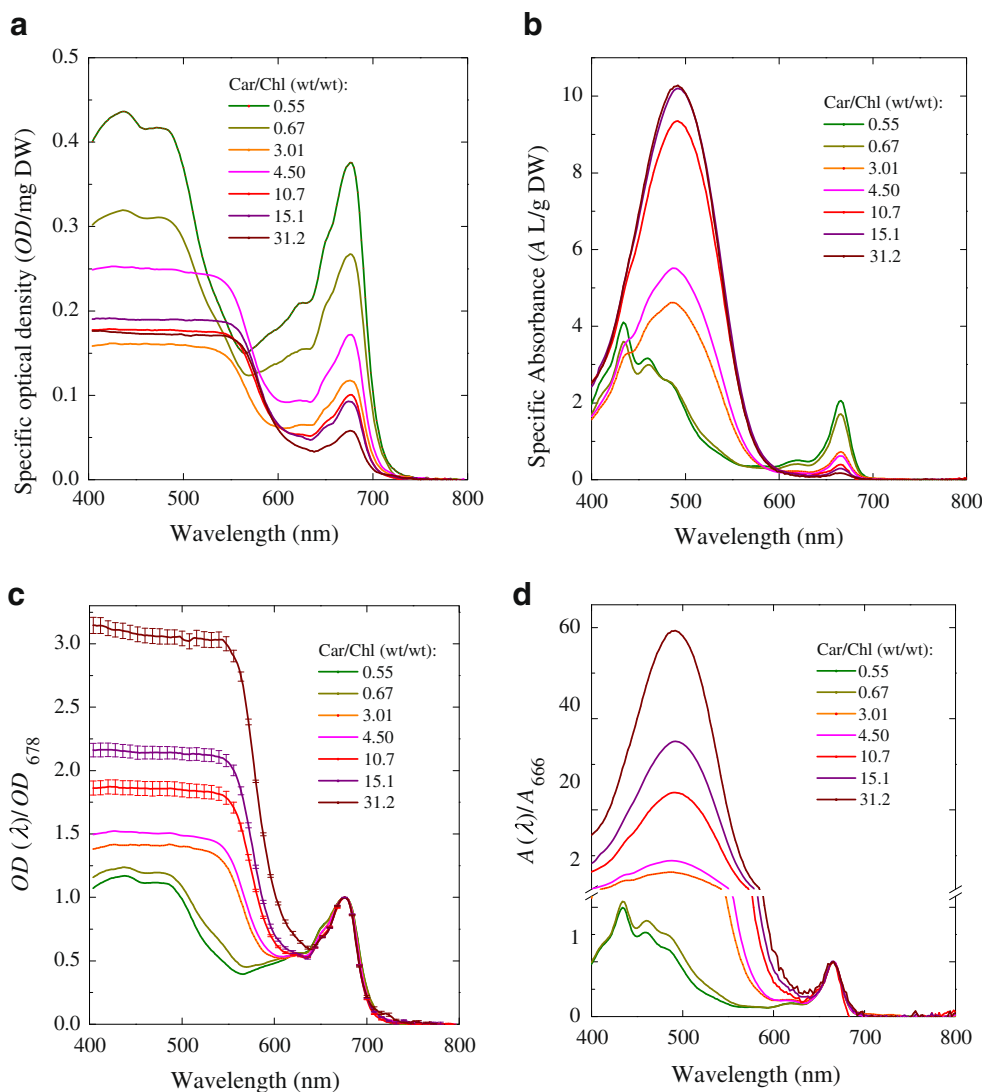 a
0.5
0.4
0.3
0.2
0.1
0.0
Specific optical density (OD/mg DW)
Car/Chl (wt/wt):
0.55
0.67
3.01
4.50
10.7
15.1
31.2
400 500 600 700 800
Wavelength (nm)
b
10
8
6
4
2
0
Specific Absorbance (A L/g DW)
Car/Chl (wt/wt):
0.55
0.67
3.01
4.50
10.7
15.1
31.2
400 500 600 700 800
Wavelength (nm)
c
3.0
2.5
2.0
1.5
1.0
0.5
0.0
OD (λ)/OD678
Car/Chl (wt/wt):
0.55
0.67
3.01
4.50
10.7
15.1
31.2
400 500 600 700 800
Wavelength (nm)
d
60
40
20
2
1
0
A(λ)/A666
Car/Chl (wt/wt):
0.55
0.67
3.01
4.50
10.7
15.1
31.2
400 500 600 700 800
Wavelength (nm)